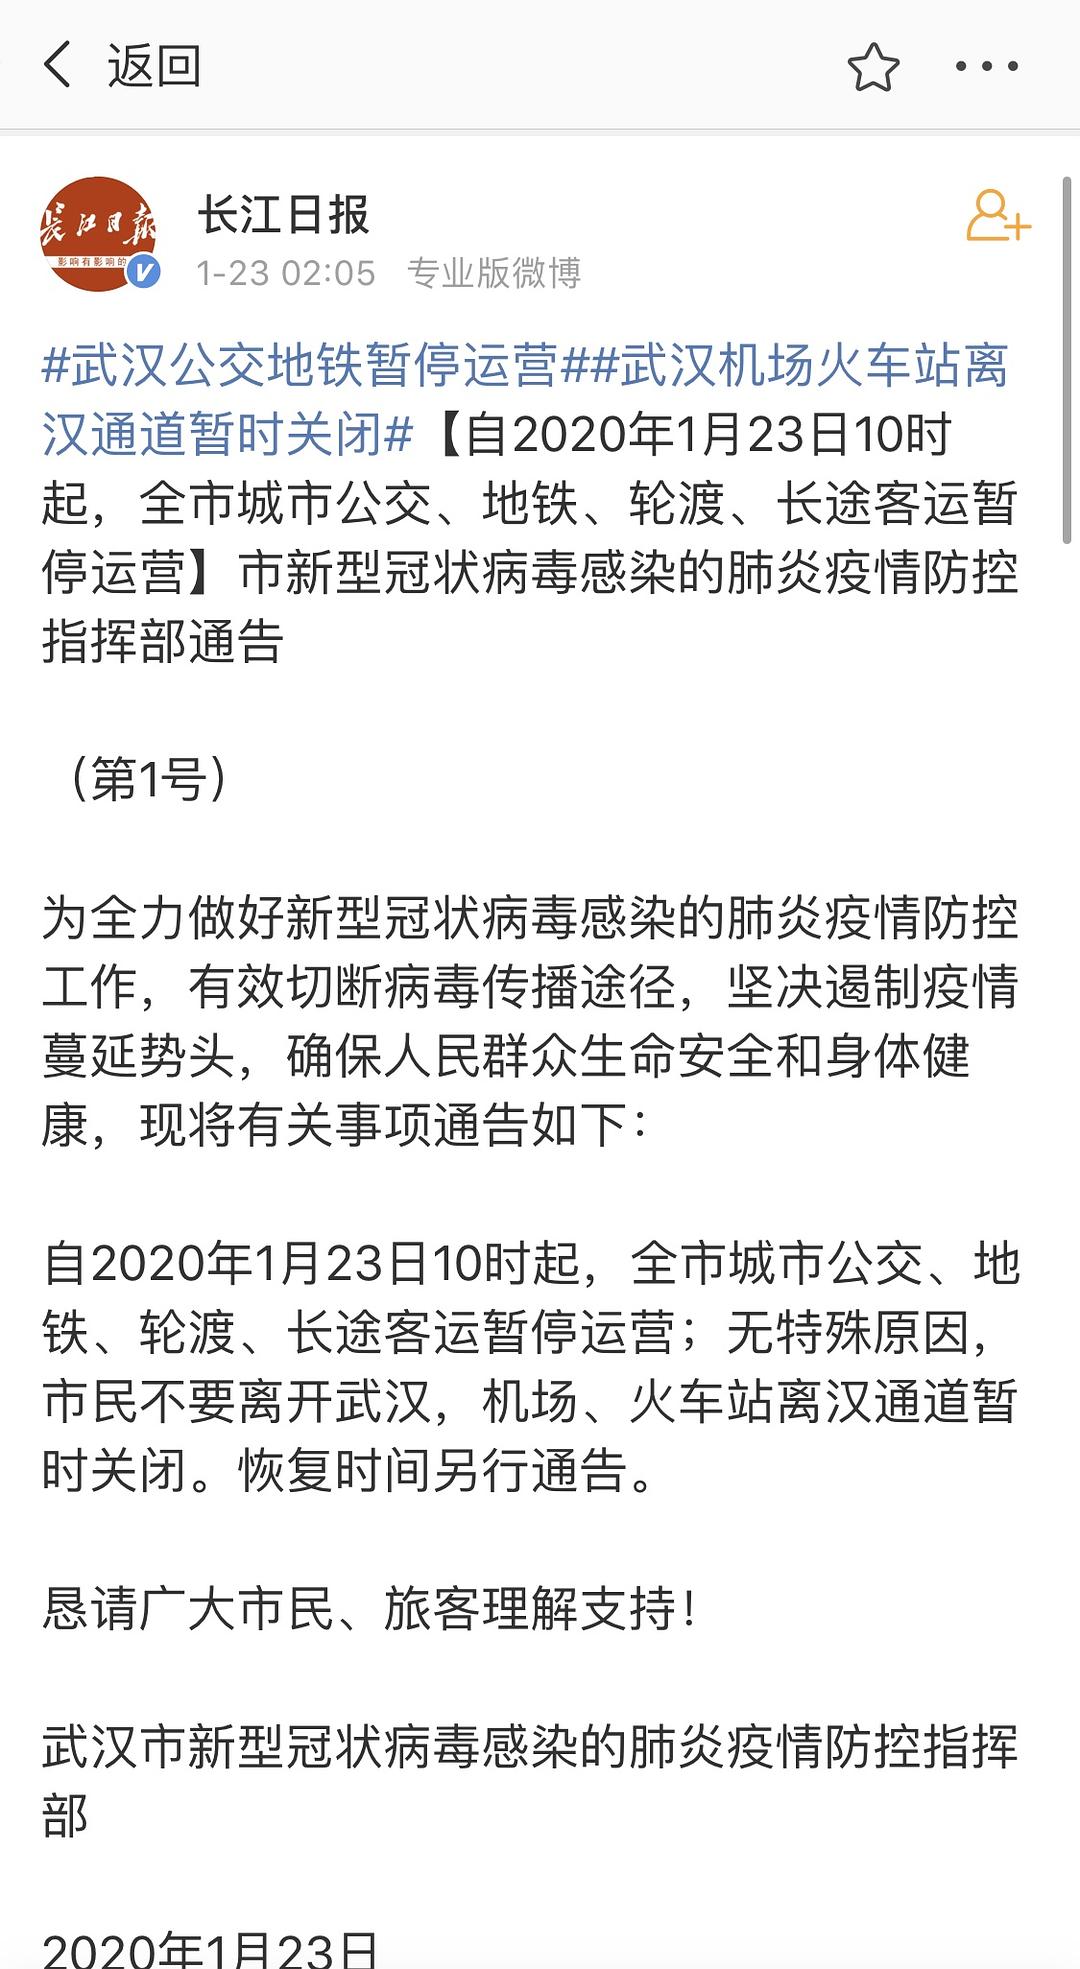 返回
长江日报
影响有影响的
长江日报
1-23 02:05 专业版微博
#武汉公交地铁暂停运营##武汉机场火车站离
汉通道暂时关闭#【自2020年1月23日10时
起，全市城市公交、地铁、轮渡、长途客运暂
停运营】市新型冠状病毒感染的肺炎疫情防控
指挥部通告
（第1号）
为全力做好新型冠状病毒感染的肺炎疫情防控
工作，有效切断病毒传播途径，坚决遏制疫情
蔓延势头，确保人民群众生命安全和身体健
康，现将有关事项通告如下：
自2020年1月23日10时起，全市城市公交、地
铁、轮渡、长途客运暂停运营；无特殊原因，
市民不要离开武汉，机场、火车站离汉通道暂
时关闭。恢复时间另行通告。
恳请广大市民、旅客理解支持！
武汉市新型冠状病毒感染的肺炎疫情防控指挥
部
2020年1月23日